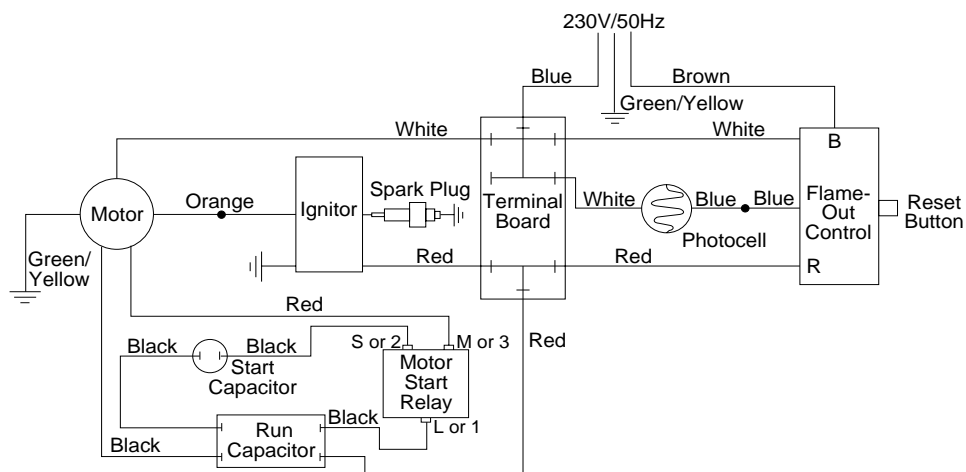 230V/50Hz
Blue
Brown
Green/Yellow
White
White
B
Orange
Ignitor
Spark Plug
Terminal
Board
White
Blue
Blue
Photocell
Flame-
Out
Control
Reset
Button
Motor
Green/
Yellow
Red
Red
R
Red
Black
Black
Start
Capacitor
S or 2
M or 3
Motor
Start
Relay
L or 1
Red
Black
Run
Capacitor
Black